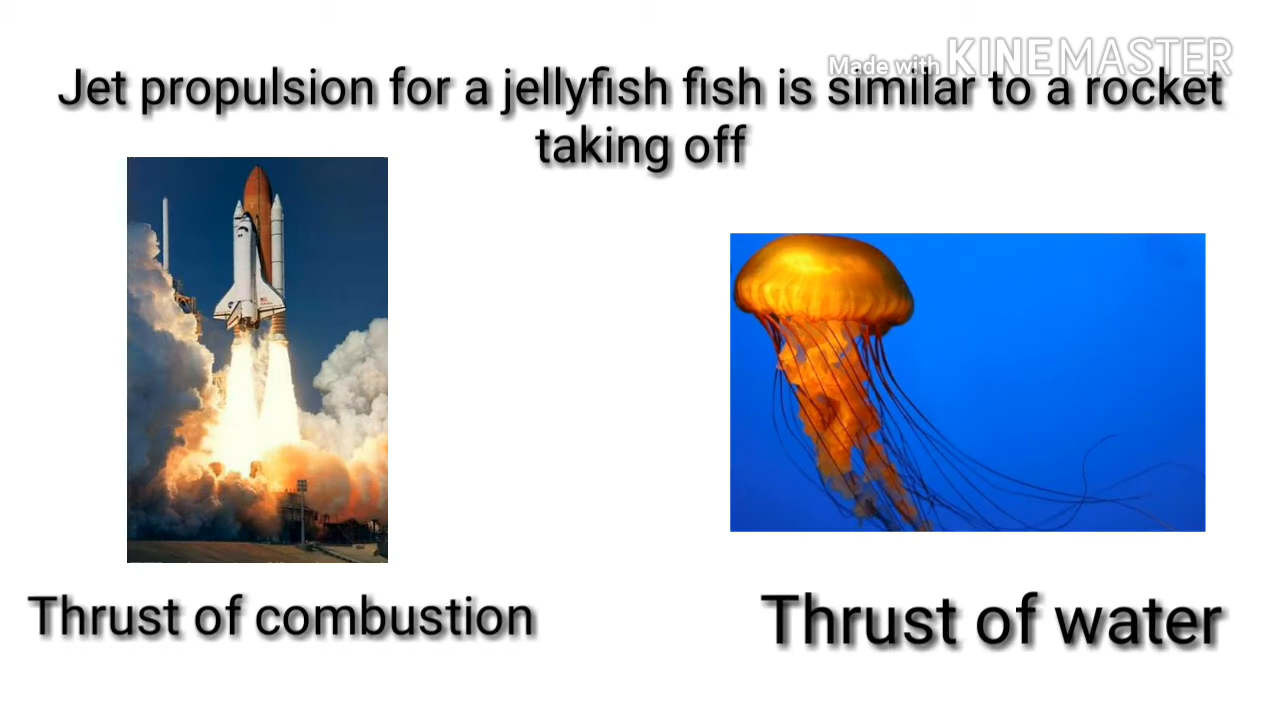 Made with KINEMASTER
Jet propulsion for a jellyfish fish is similar to a rocket
taking off
Thrust of combustion
Thrust of water